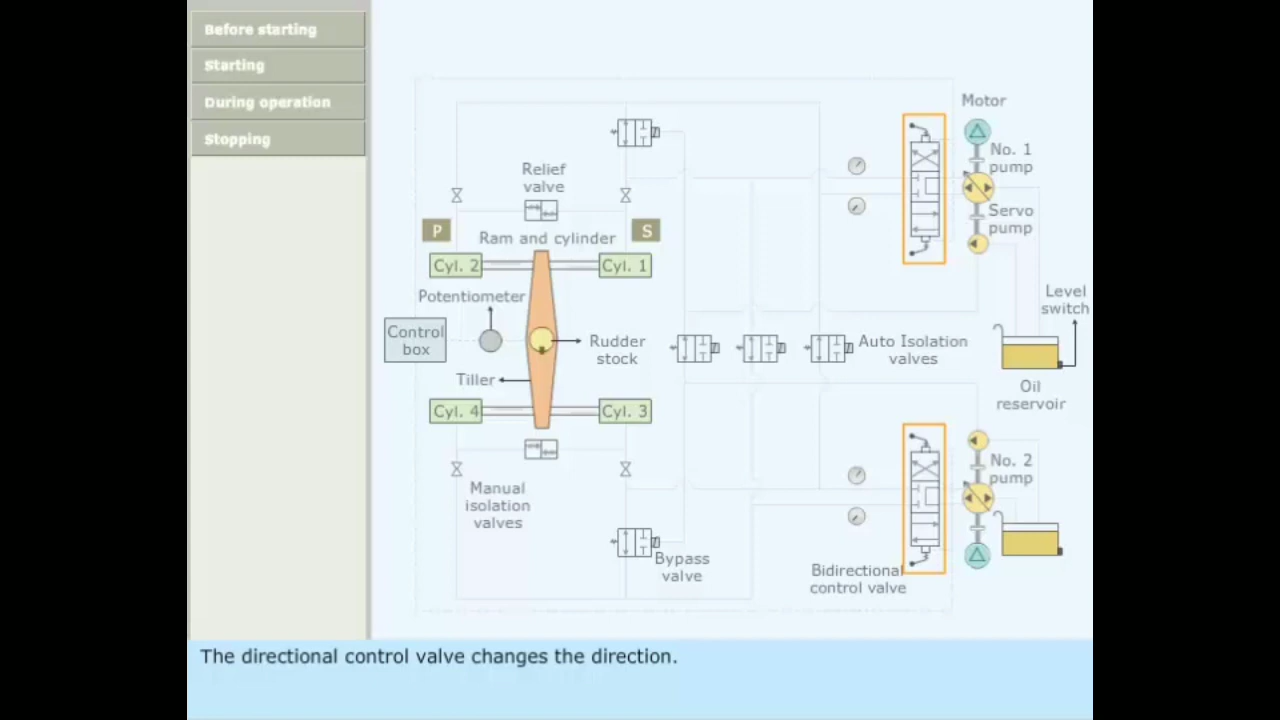 Before starting
Starting
During operation
Stopping
Motor
No. 1
pump
Servo
pump
Relief
valve
P
S
Ram and cylinder
Cyl. 2
Cyl. 1
Potentiometer
Control
box
Rudder
stock
Tiller
Auto Isolation
valves
Level
switch
Oil
reservoir
Cyl. 4
Cyl. 3
Manual
isolation
valves
No. 2
pump
Bypass
valve
Bidirectional
control valve
The directional control valve changes the direction.